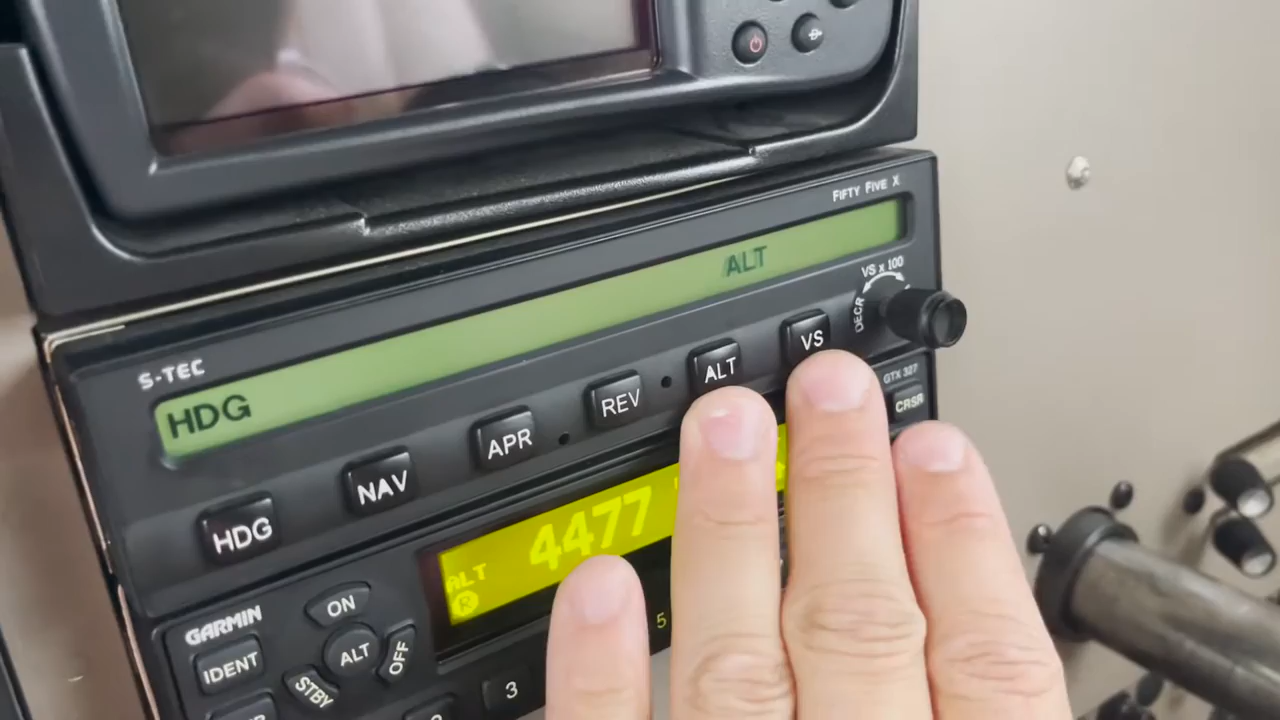 FIFTY FIVE X
ALT
VS x 100
DECR
S-TEC
HDG
HDG
NAV
APR
REV
ALT
VS
GTX 327
CRSR
4477
ALT
R
GARMIN
ON
IDENT
ALT
OFF
STBY
3
5